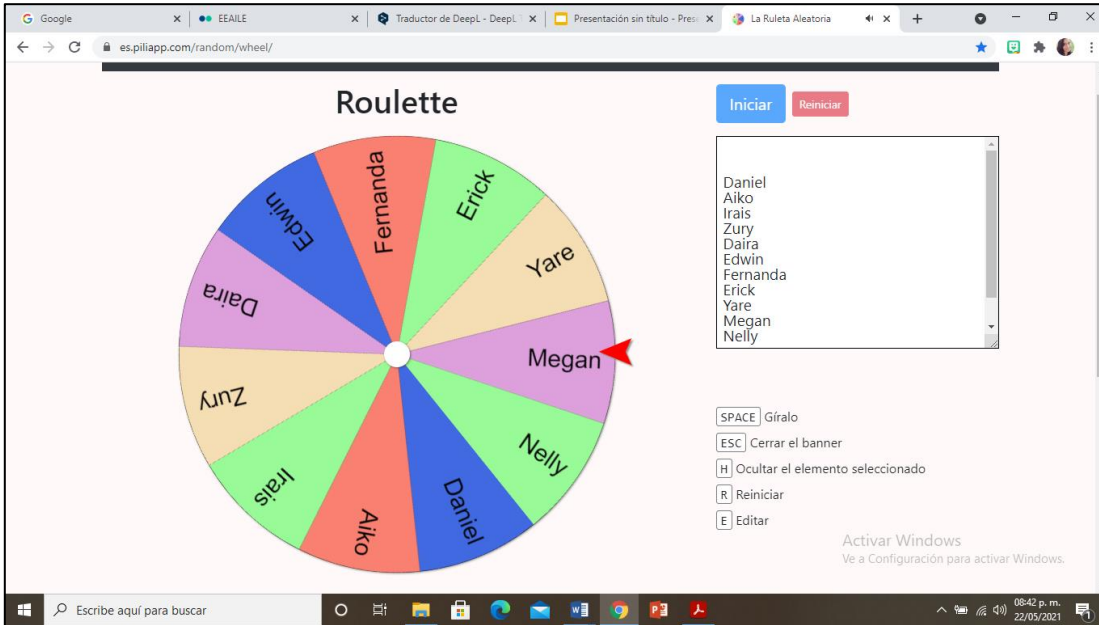 Google
EEAILE
Traductor de DeepL - DeepL T
Presentación sin título - Prese
La Ruleta Aleatoria
es.piliapp.com/random/wheel/
Roulette
Iniciar
Reiniciar
Fernanda
Erick
Yare
Megan
Nelly
Daniel
Aiko
Irais
Zury
Daira
Edwin
Daniel
Aiko
Irais
Zury
Daira
Edwin
Fernanda
Erick
Yare
Megan
Nelly
SPACE Gíralo
ESC Cerrar el banner
H Ocultar el elemento seleccionado
R Reiniciar
E Editar
Activar Windows
Ve a Configuración para activar Windows.
Escribe aquí para buscar
08:42 p. m.
22/05/2021